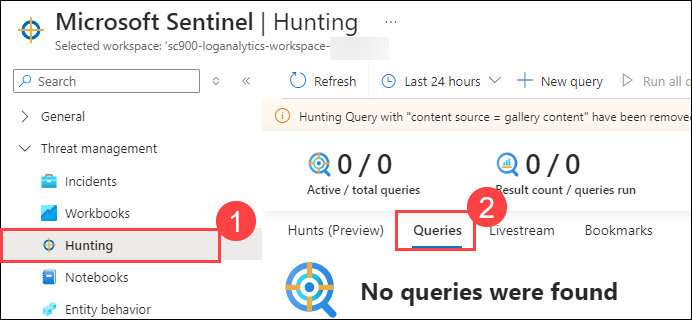 Microsoft Sentinel | Hunting ...
Selected workspace: 'sc900-loganalytics-workspace-
Search
Refresh
Last 24 hours
New query
Run all
General
Hunting Query with "content source = gallery content" have been removed
Threat management
0 / 0
0 / 0
Active / total queries
Result count / queries run
Incidents
Workbooks
1
2
Hunting
Hunts (Preview)
Queries
Livestream
Bookmarks
Notebooks
No queries were found
Entity behavior